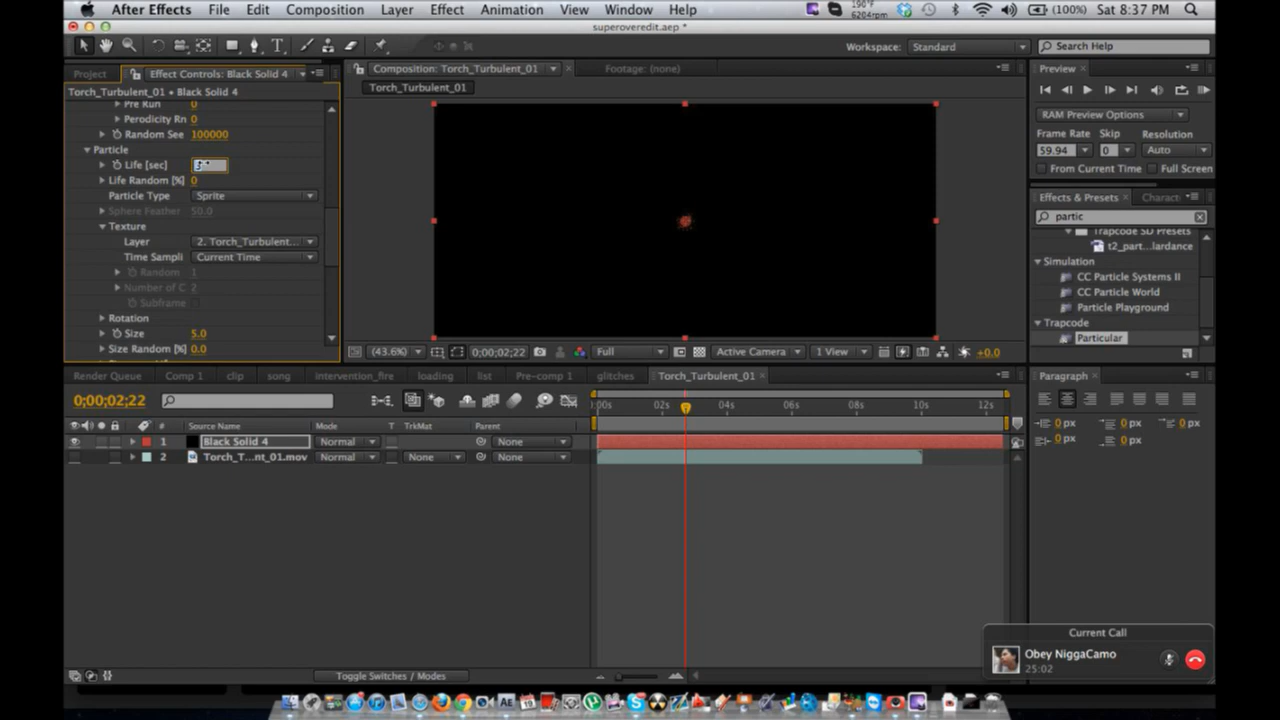 After Effects File Edit Composition Layer Effect Animation View Window Help 190°F 6204rpm (100%) Sat 8:37 PM
superoveredit.aep *
T Workspace: Standard Search Help
Project Effect Controls: Black Solid 4 Composition: Torch_Turbulent_01 Footage: (none) Preview
Torch_Turbulent_01 • Black Solid 4 Torch_Turbulent_01
Pre Run 0
Perodicity Rn 0
Random See 100000
Particle
Life [sec]
Life Random [%] 0
Particle Type Sprite
Sphere Feather 50.0
Texture
Layer 2. Torch_Turbulent...
Time Sampli Current Time
Random 1
Number of C 2
Subframe
Rotation
Size 5.0
Size Random [%] 0.0
(43.6%) 0;00;02;22 Full Active Camera 1 View +0.0
RAM Preview Options
Frame Rate Skip Resolution
59.94 0 Auto
From Current Time Full Screen
Effects & Presets Charact
partic
Trapcode SD Presets
t2_part...lardance
Simulation
CC Particle Systems II
CC Particle World
Particle Playground
Trapcode
Particular
Render Queue Comp 1 clip song intervention_fire loading list Pre-comp 1 glitches Torch_Turbulent_01 Paragraph
0;00;02;22 :00s 02s 04s 06s 08s 10s 12s
# Source Name Mode T TrkMat Parent
1 Black Solid 4 Normal None
2 Torch_T...nt_01.mov Normal None None
0 px 0 px 0 px
0 px 0 px
Toggle Switches / Modes
Current Call
Obey NiggaCamo
25:02